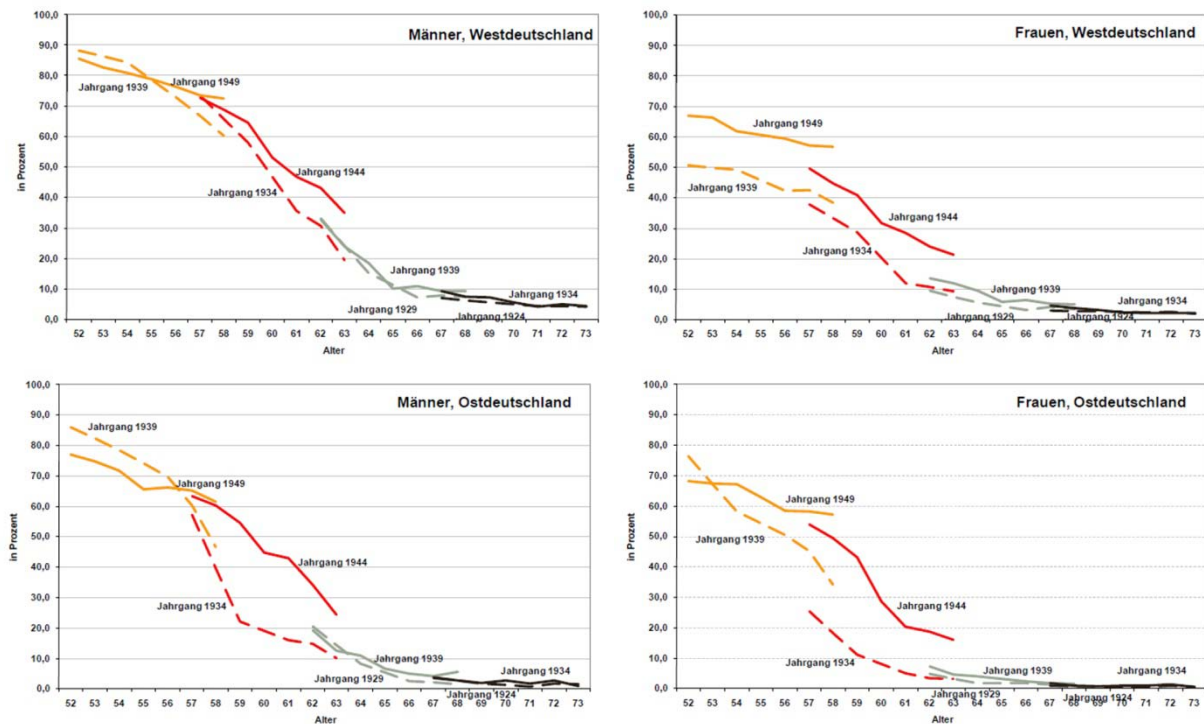 Männer, Westdeutschland
in Prozent
100,0
90,0
80,0
70,0
60,0
50,0
40,0
30,0
20,0
10,0
0,0
Jahrgang 1949
Jahrgang 1939
Jahrgang 1944
Jahrgang 1934
Jahrgang 1939
Jahrgang 1934
Jahrgang 1929
Jahrgang 1924
52 53 54 55 56 57 58 59 60 61 62 63 64 65 66 67 68 69 70 71 72 73
Alter
Frauen, Westdeutschland
in Prozent
100,0
90,0
80,0
70,0
60,0
50,0
40,0
30,0
20,0
10,0
0,0
Jahrgang 1949
Jahrgang 1939
Jahrgang 1944
Jahrgang 1934
Jahrgang 1939
Jahrgang 1934
Jahrgang 1929
Jahrgang 1924
52 53 54 55 56 57 58 59 60 61 62 63 64 65 66 67 68 69 70 71 72 73
Alter
Männer, Ostdeutschland
in Prozent
100,0
90,0
80,0
70,0
60,0
50,0
40,0
30,0
20,0
10,0
0,0
Jahrgang 1939
Jahrgang 1949
Jahrgang 1944
Jahrgang 1934
Jahrgang 1939
Jahrgang 1934
Jahrgang 1929
Jahrgang 1924
52 53 54 55 56 57 58 59 60 61 62 63 64 65 66 67 68 69 70 71 72 73
Alter
Frauen, Ostdeutschland
in Prozent
100,0
90,0
80,0
70,0
60,0
50,0
40,0
30,0
20,0
10,0
0,0
Jahrgang 1949
Jahrgang 1939
Jahrgang 1944
Jahrgang 1934
Jahrgang 1939
Jahrgang 1934
Jahrgang 1929
Jahrgang 1924
52 53 54 55 56 57 58 59 60 61 62 63 64 65 66 67 68 69 70 71 72 73
Alter